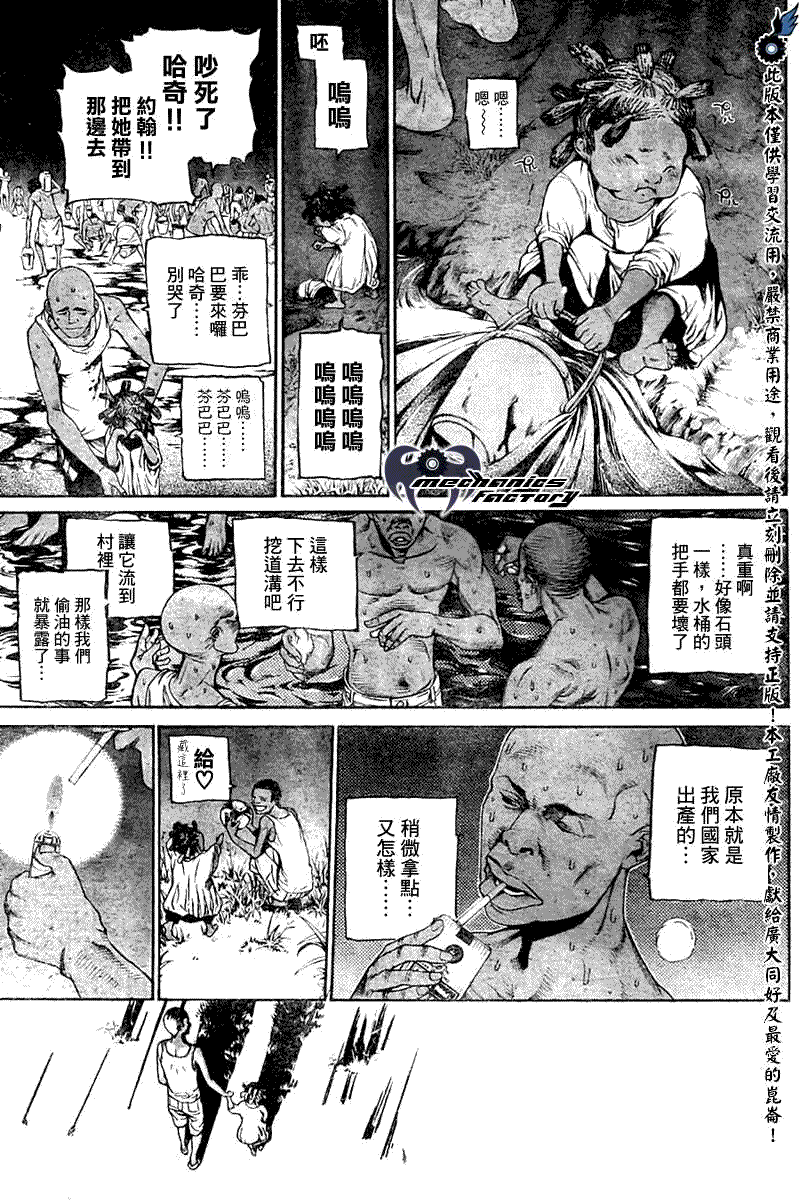 嗯……
嗯～
呸
嗚
嗚
嗚嗚
嗚嗚
嗚嗚
嗚嗚
吵死了
哈奇!!
約翰!!
把她帶到
那邊去
乖…芬巴
巴要來囉
哈奇……
別哭了
嗚嗚……
芬巴巴……
芬巴巴……
真重啊
……好像石頭
一樣，水桶的
把手都要壞了
這樣
下去不行
挖道溝吧
讓它流到
村裡
那樣我們
偷油的事
就暴露了…
原本就是
我們國家
出產的…
稍微拿點…
又怎樣…
給♡
戴這裡了
Mechanics
Factory
此版本僅供學習交流用，嚴禁商業用途，觀看後請立刻刪除並請支持正版！本工廠友情製作，獻給廣大同好及最愛的崑崙！